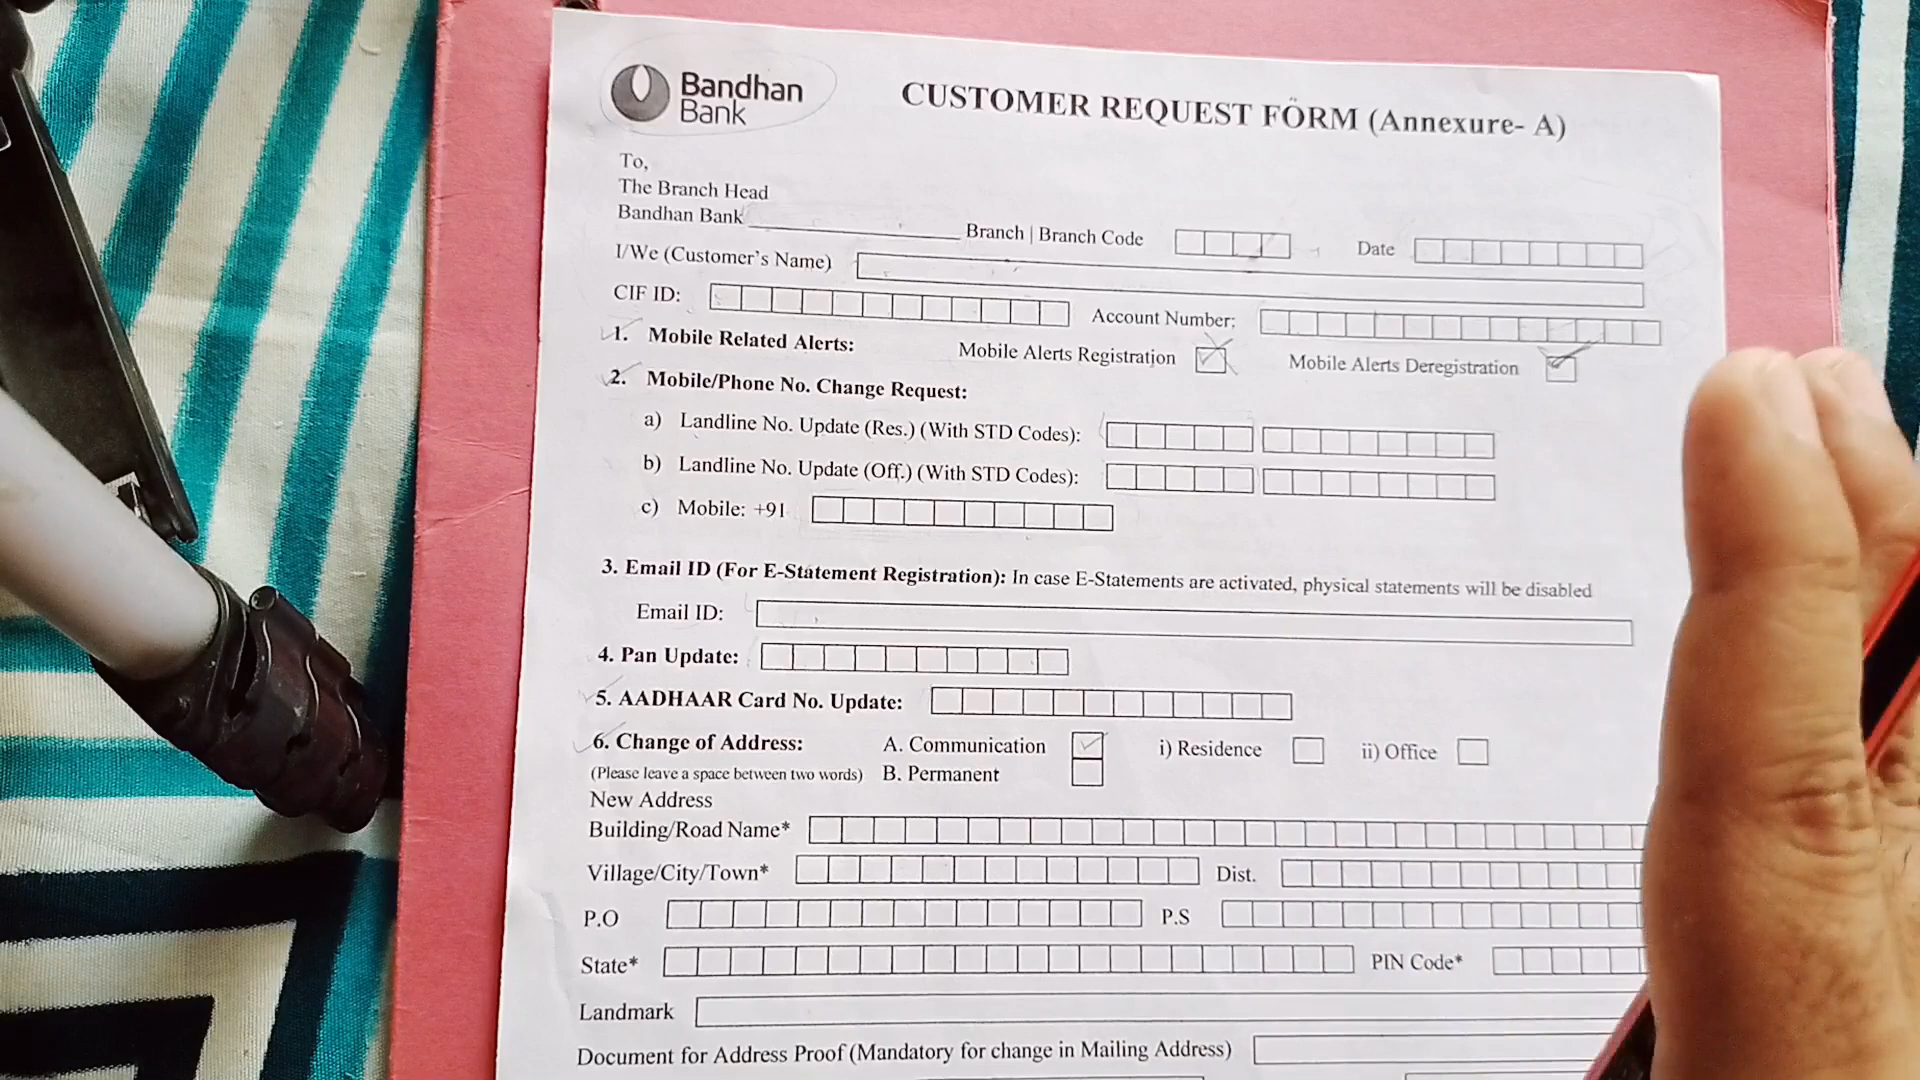 Bandhan
Bank
CUSTOMER REQUEST FORM (Annexure- A)
To,
The Branch Head
Bandhan Bank Branch | Branch Code Date
I/We (Customer's Name)
CIF ID: Account Number:
1. Mobile Related Alerts: Mobile Alerts Registration Mobile Alerts Deregistration
2. Mobile/Phone No. Change Request:
a) Landline No. Update (Res.) (With STD Codes):
b) Landline No. Update (Off.) (With STD Codes):
c) Mobile: +91
3. Email ID (For E-Statement Registration): In case E-Statements are activated, physical statements will be disabled
Email ID:
4. Pan Update:
5. AADHAAR Card No. Update:
6. Change of Address: A. Communication i) Residence ii) Office
(Please leave a space between two words) B. Permanent
New Address
Building/Road Name*
Village/City/Town* Dist.
P.O P.S
State* PIN Code*
Landmark
Document for Address Proof (Mandatory for change in Mailing Address)